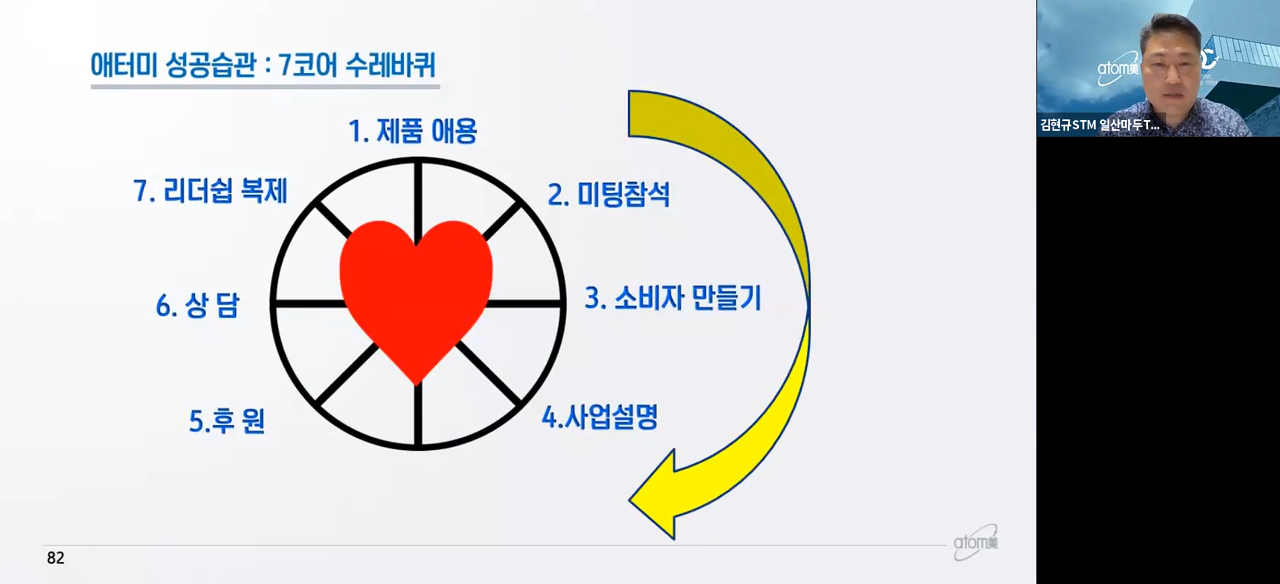 애터미 성공습관 : 7코어 수레바퀴
1. 제품 애용
2. 미팅참석
3. 소비자 만들기
4.사업설명
5.후 원
6. 상 담
7. 리더쉽 복제
82
atom美
atom美
김현규STM 일산마두T...